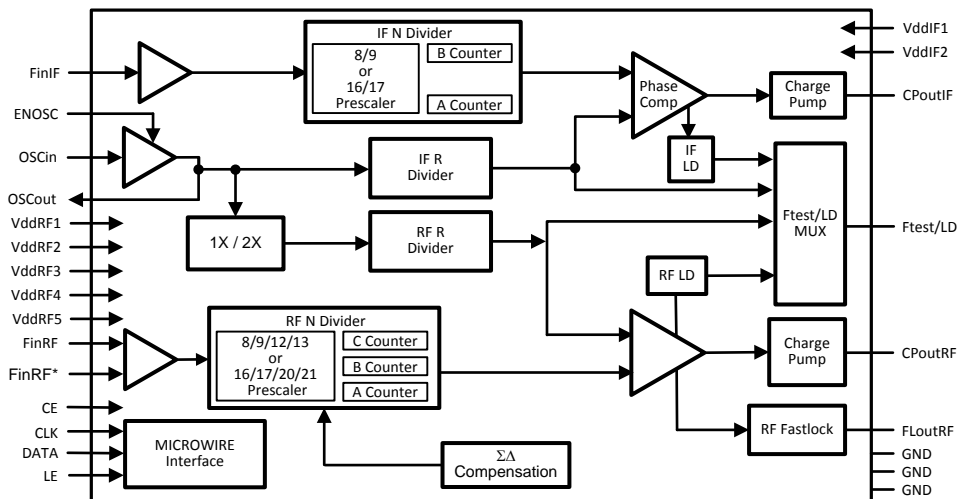 IF N Divider
8/9
or
16/17
Prescaler
B Counter
A Counter
VddIF1
VddIF2
FinIF
Phase
Comp
Charge
Pump
CPoutIF
ENOSC
OSCin
OSCout
IF R
Divider
IF
LD
1X / 2X
RF R
Divider
Ftest/LD
MUX
Ftest/LD
VddRF1
VddRF2
VddRF3
VddRF4
VddRF5
RF LD
FinRF
FinRF*
RF N Divider
8/9/12/13
or
16/17/20/21
Prescaler
C Counter
B Counter
A Counter
Charge
Pump
CPoutRF
CE
CLK
DATA
LE
MICROWIRE
Interface
ΣΔ
Compensation
RF Fastlock
FLoutRF
GND
GND
GND